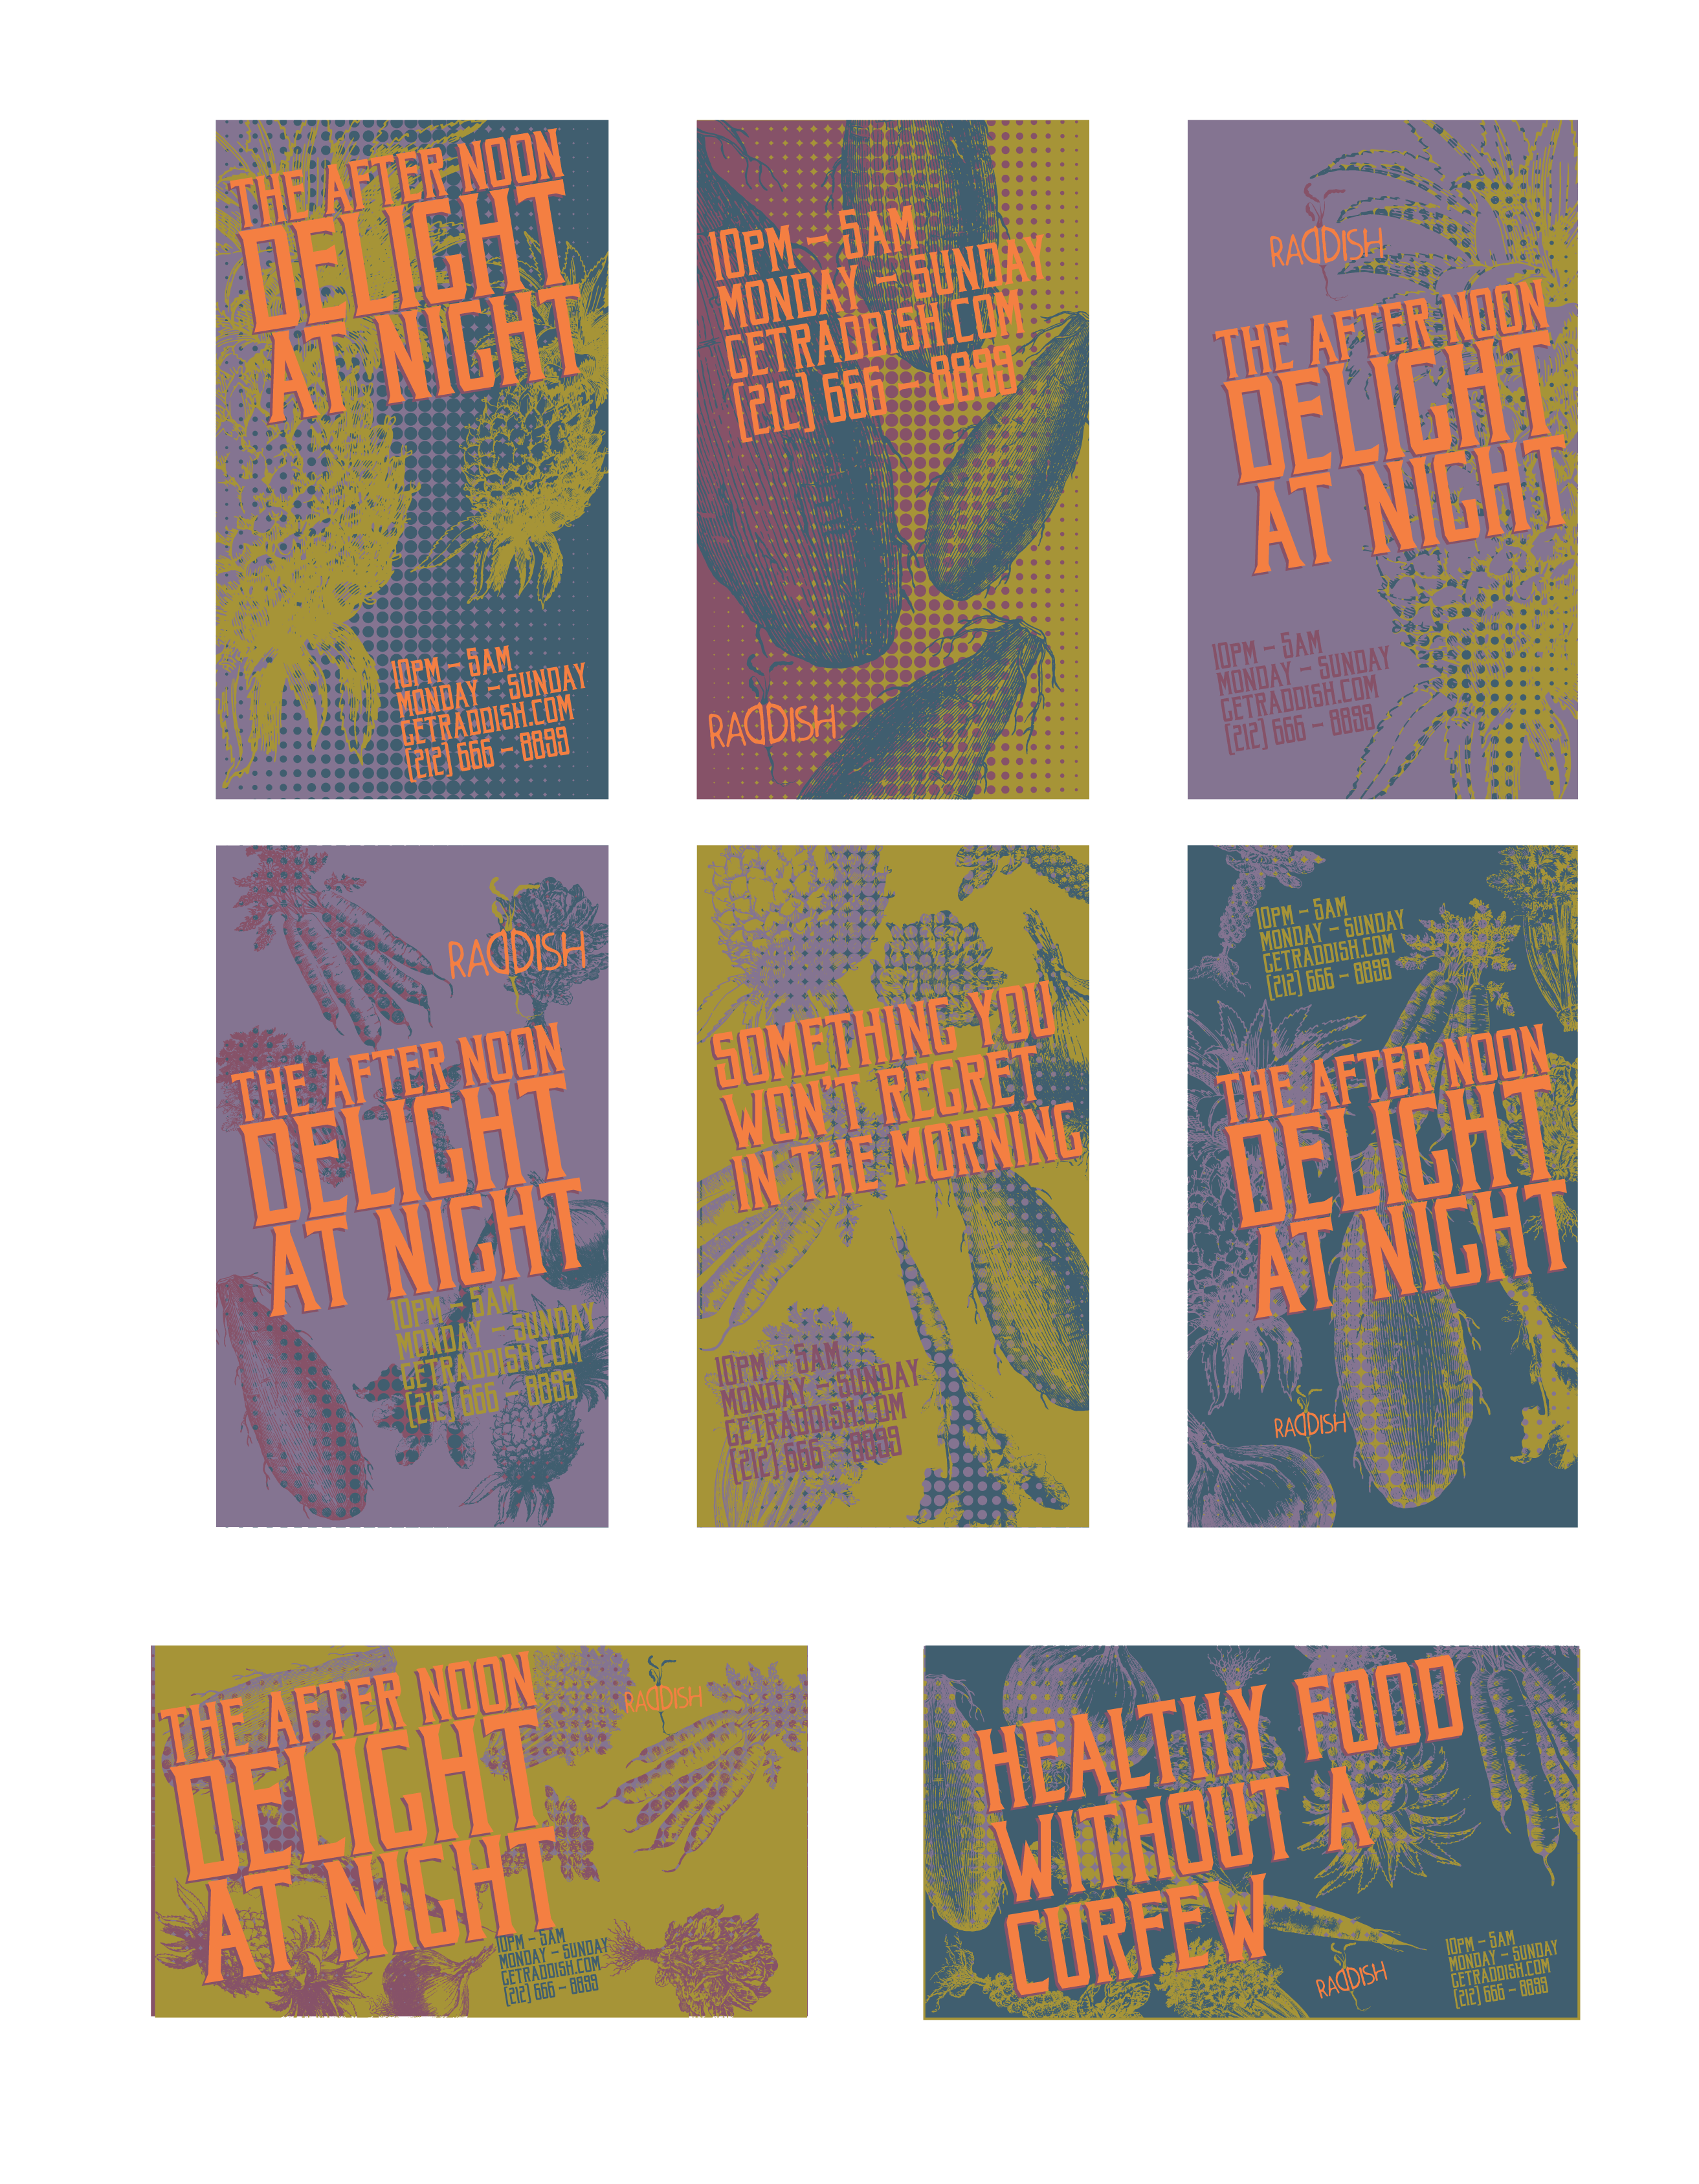 THE AFTER NOON
DELIGHT
AT NIGHT
10PM – 5AM
MONDAY – SUNDAY
GETRADDISH.COM
(212) 666 – 8899
10PM – 5AM
MONDAY – SUNDAY
GETRADDISH.COM
(212) 666 – 8899
RADDISH
RADDISH
THE AFTER NOON
DELIGHT
AT NIGHT
10PM – 5AM
MONDAY – SUNDAY
GETRADDISH.COM
(212) 666 – 8899
RADDISH
THE AFTER NOON
DELIGHT
AT NIGHT
10PM – 5AM
MONDAY – SUNDAY
GETRADDISH.COM
(212) 666 – 8899
SOMETHING YOU
WON'T REGRET
IN THE MORNING
10PM – 5AM
MONDAY – SUNDAY
GETRADDISH.COM
(212) 666 – 8899
10PM – 5AM
MONDAY – SUNDAY
GETRADDISH.COM
(212) 666 – 8899
THE AFTER NOON
DELIGHT
AT NIGHT
RADDISH
RADDISH
THE AFTER NOON
DELIGHT
AT NIGHT
10PM – 5AM
MONDAY – SUNDAY
GETRADDISH.COM
(212) 666 – 8899
HEALTHY FOOD
WITHOUT A
CURFEW
RADDISH
10PM – 5AM
MONDAY – SUNDAY
GETRADDISH.COM
(212) 666 – 8899